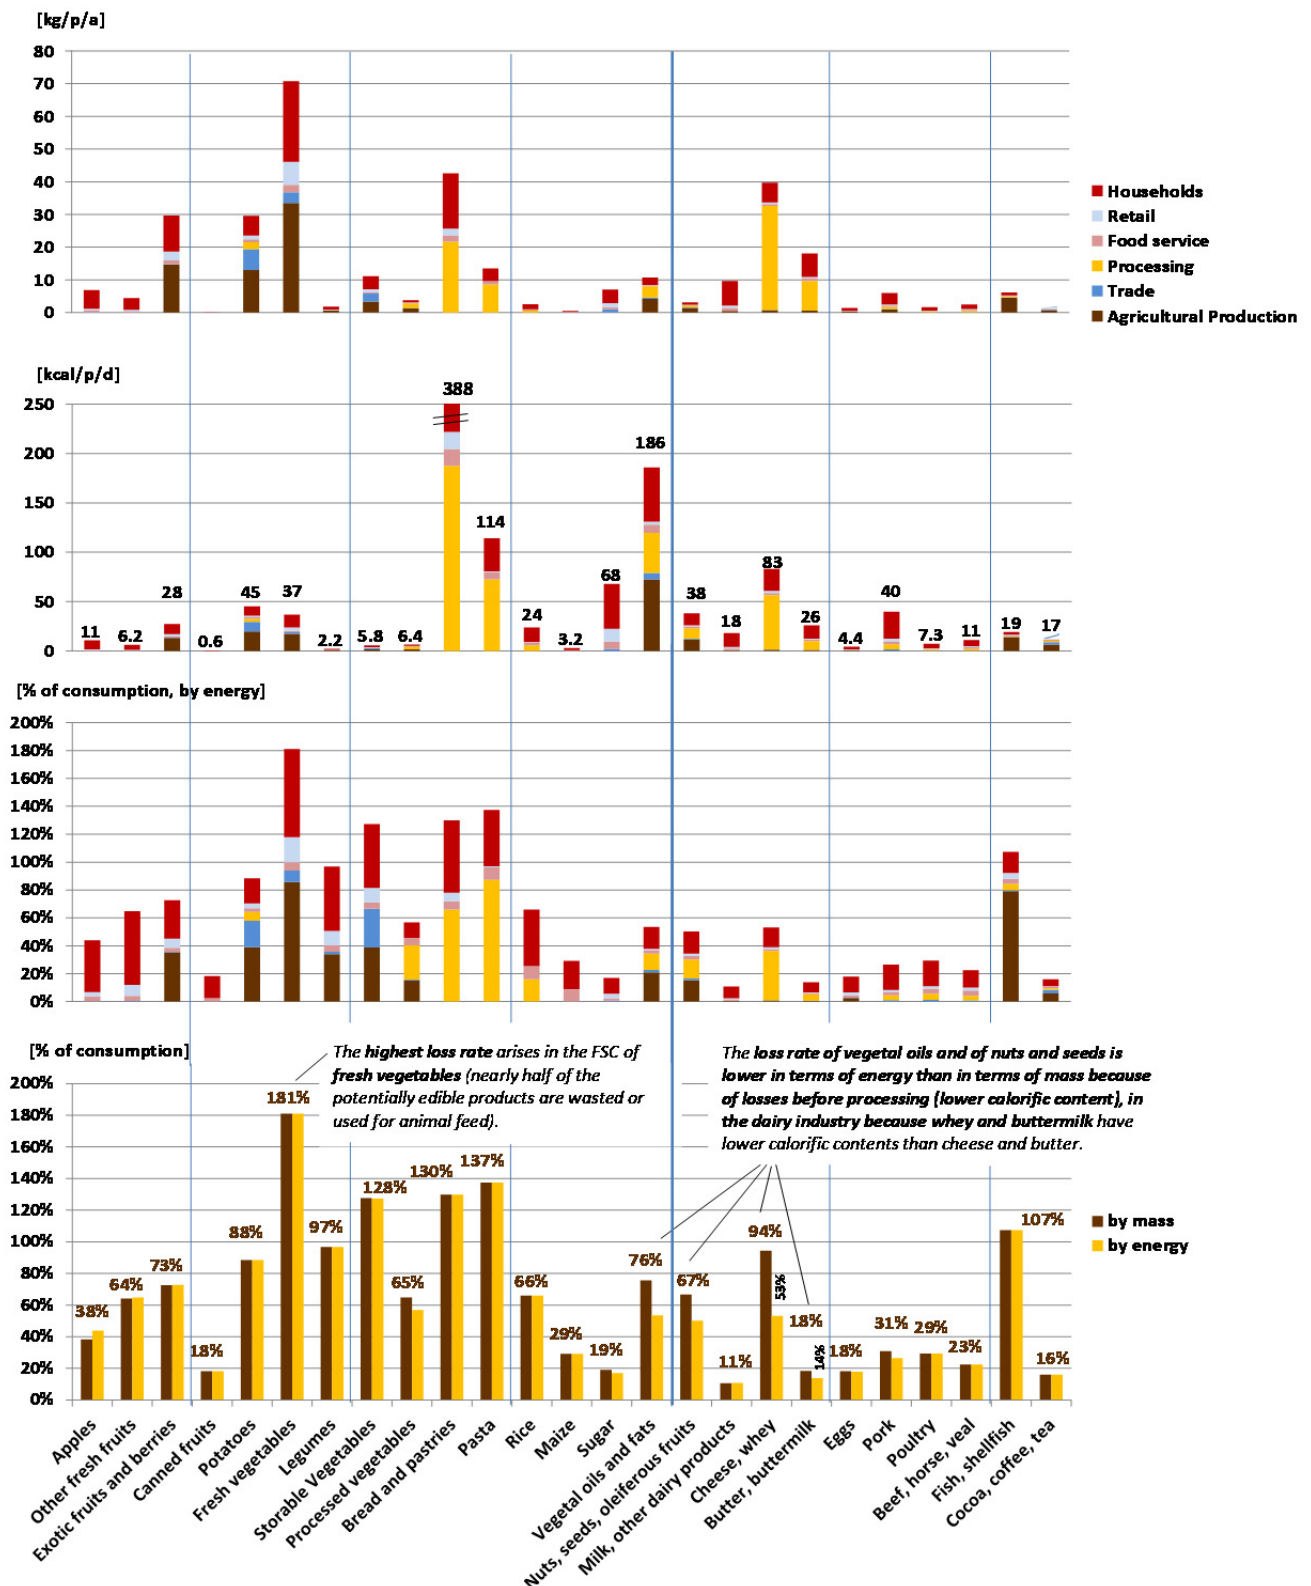 [kg/p/a]
80
70
60
50
40
30
20
10
0
Households
Retail
Food service
Processing
Trade
Agricultural Production
[kcal/p/d]
250
200
150
100
50
0
11
6.2
28
0.6
45
37
2.2
5.8
6.4
388
114
24
3.2
68
186
38
18
83
26
4.4
40
7.3
11
19
17
[% of consumption, by energy]
200%
180%
160%
140%
120%
100%
80%
60%
40%
20%
0%
[% of consumption]
The highest loss rate arises in the FSC of
fresh vegetables (nearly half of the
potentially edible products are wasted or
used for animal feed).
The loss rate of vegetal oils and of nuts and seeds is
lower in terms of energy than in terms of mass because
of losses before processing (lower calorific content), in
the dairy industry because whey and buttermilk have
lower calorific contents than cheese and butter.
200%
180%
160%
140%
120%
100%
80%
60%
40%
20%
0%
38%
64%
73%
18%
88%
181%
97%
128%
65%
130%
137%
66%
29%
19%
76%
67%
11%
94%
53%
18%
14%
18%
31%
29%
23%
107%
16%
by mass
by energy
Apples
Other fresh fruits
Exotic fruits and berries
Canned fruits
Potatoes
Fresh vegetables
Legumes
Storable Vegetables
Processed vegetables
Bread and pastries
Pasta
Rice
Maize
Sugar
Vegetal oils and fats
Nuts, seeds, oleiferous fruits
Milk, other dairy products
Cheese, whey
Butter, buttermilk
Eggs
Pork
Poultry
Beef, horse, veal
Fish, shellfish
Cocoa, coffee, tea